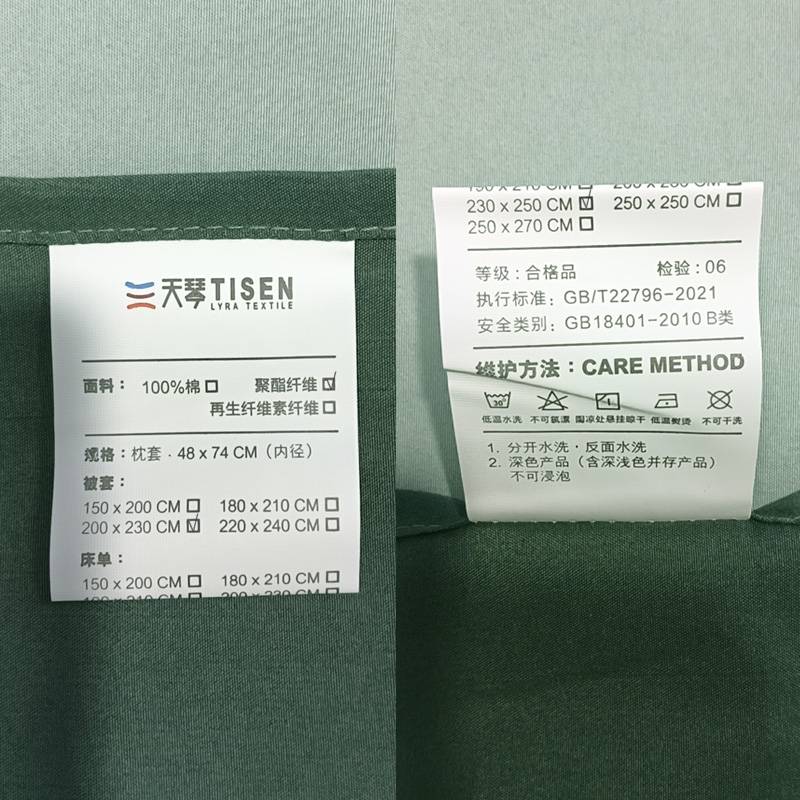 天琴TISEN
LYRA TEXTILE
面料： 100%棉☐ 聚酯纤维☑
再生纤维素纤维☐
规格：枕套．48 x 74 CM（内径）
被套：
150 x 200 CM☐ 180 x 210 CM☐
200 x 230 CM☑ 220 x 240 CM☐
床单：
150 x 200 CM☐ 180 x 210 CM☐
230 x 250 CM☑ 250 x 250 CM☐
250 x 270 CM☐
等级：合格品 检验：06
执行标准：GB/T22796-2021
安全类别：GB18401-2010 B类
维护方法：CARE METHOD
30°
低温水洗 不可氯漂 阴凉处悬挂晾干 低温熨烫 不可干洗
1. 分开水洗・反面水洗
2. 深色产品（含深浅色并存产品）
不可浸泡